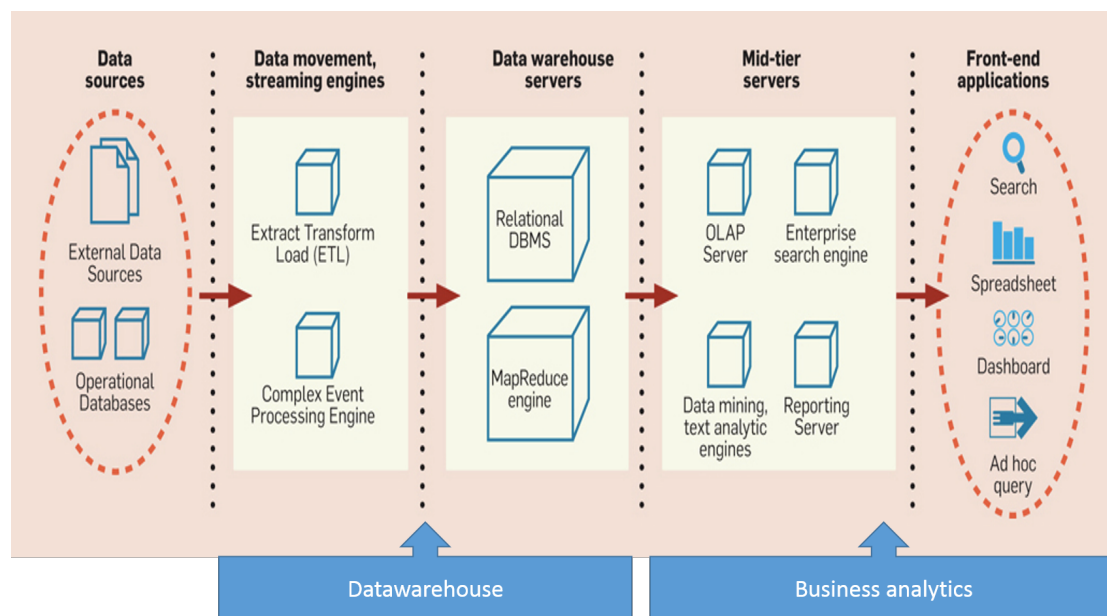 Data
sources
Data movement,
streaming engines
Data warehouse
servers
Mid-tier
servers
Front-end
applications
External Data
Sources
Operational
Databases
Extract Transform
Load (ETL)
Complex Event
Processing Engine
Relational
DBMS
MapReduce
engine
OLAP
Server
Enterprise
search engine
Data mining,
text analytic
engines
Reporting
Server
Search
Spreadsheet
Dashboard
Ad hoc
query
Datawarehouse
Business analytics